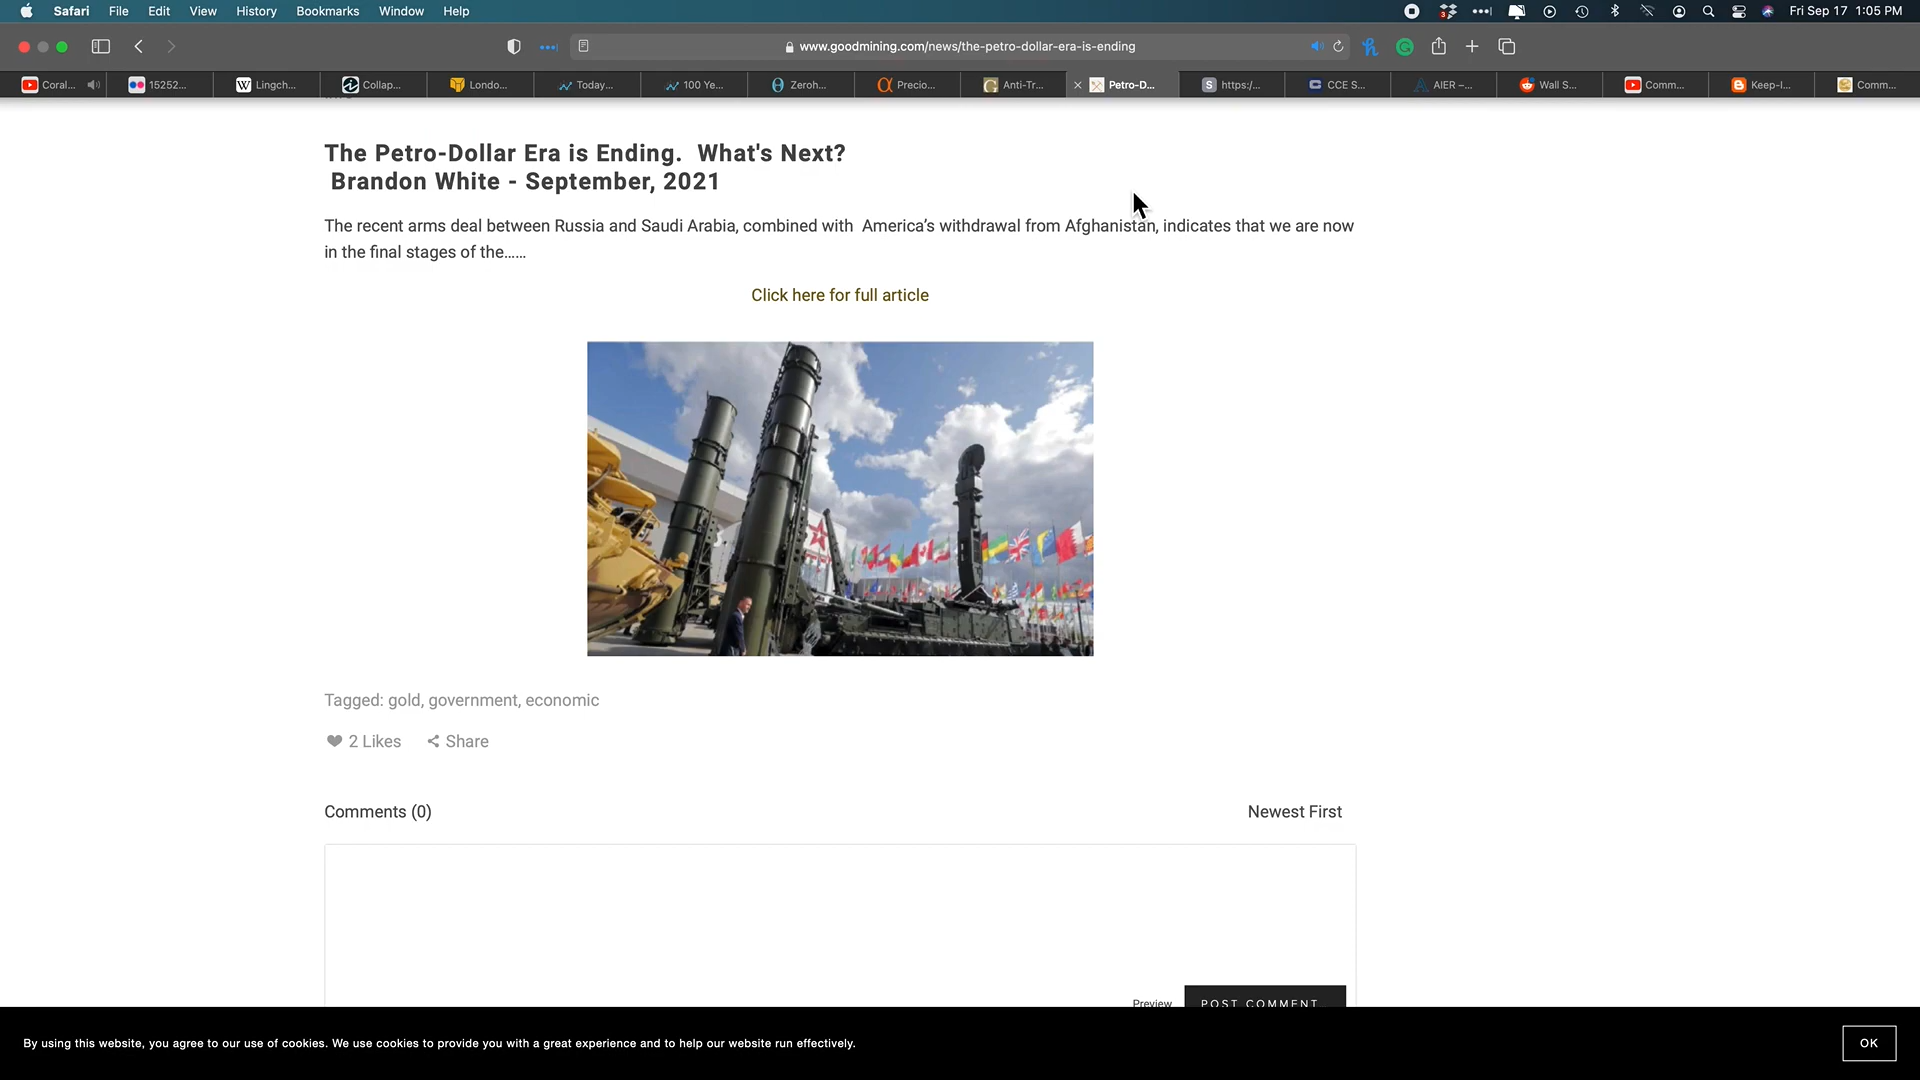 Safari File Edit View History Bookmarks Window Help Fri Sep 17 1:05 PM
www.goodmining.com/news/the-petro-dollar-era-is-ending
Coral... 15252... Lingch... Collap... Londo... Today... 100 Ye... Zeroh... Precio... Anti-Tr... Petro-D... https:/... CCE S... AIER –... Wall S... Comm... Keep-I... Comm...
The Petro-Dollar Era is Ending. What's Next?
Brandon White - September, 2021
The recent arms deal between Russia and Saudi Arabia, combined with America’s withdrawal from Afghanistan, indicates that we are now
in the final stages of the......
Click here for full article
Tagged: gold, government, economic
2 Likes Share
Comments (0) Newest First
Preview POST COMMENT
By using this website, you agree to our use of cookies. We use cookies to provide you with a great experience and to help our website run effectively.
OK